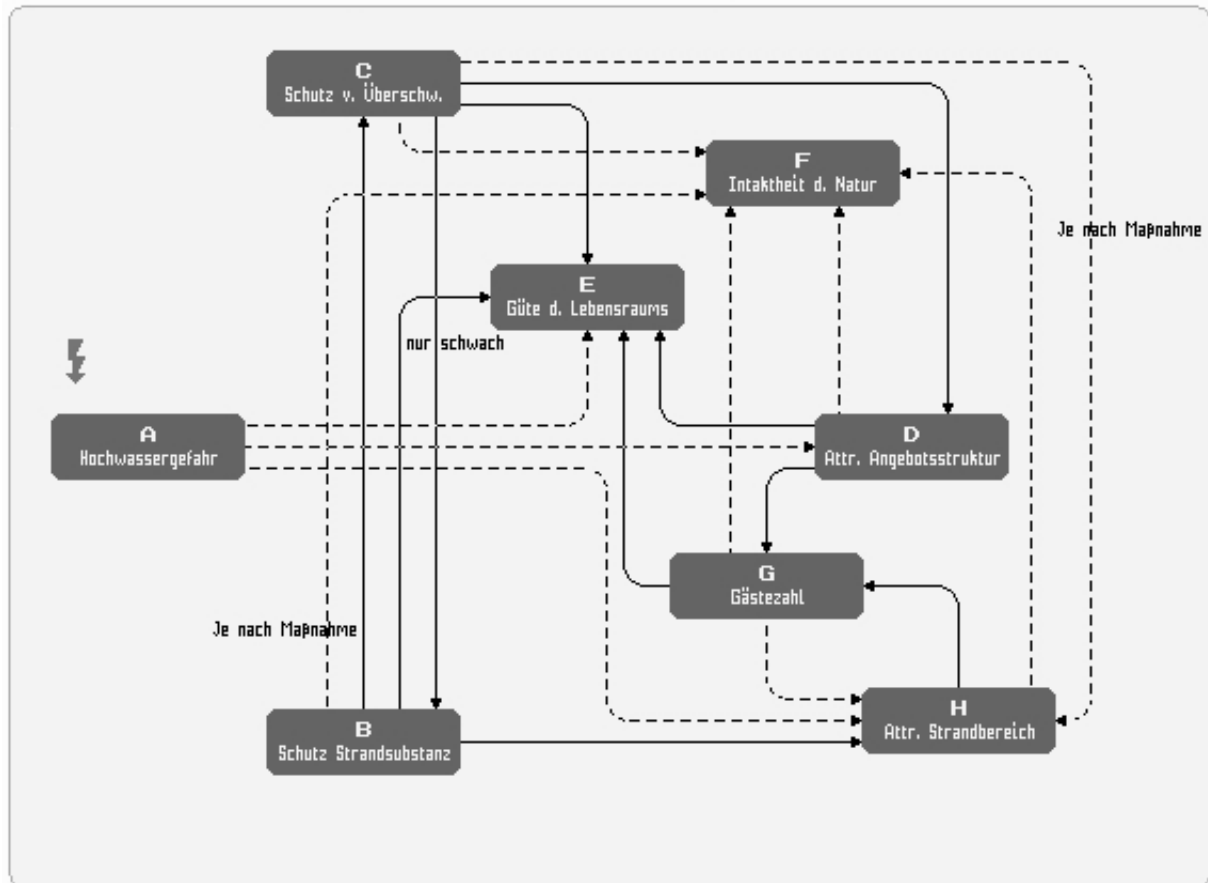 C
Schutz v. Überschw.
F
Intaktheit d. Natur
Je nach Maßnahme
E
Güte d. Lebensraums
nur schwach
A
Hochwassergefahr
D
Attr. Angebotsstruktur
G
Gästezahl
Je nach Maßnahme
B
Schutz Strandsubstanz
H
Attr. Strandbereich